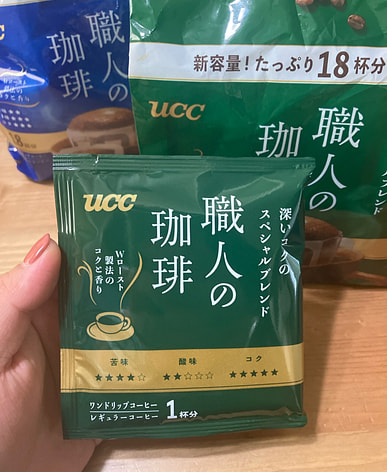 職人の
珈琲
新容量！たっぷり18杯分
UCC
職人の
珈
UCC
深いコクの
スペシャルブレンド
職人の
珈琲
Wロースト
製法の
コクと香り
苦味
酸味
コク
★★★★☆
★★☆☆☆
★★★★★
ワンドリップコーヒー
レギュラーコーヒー
1杯分